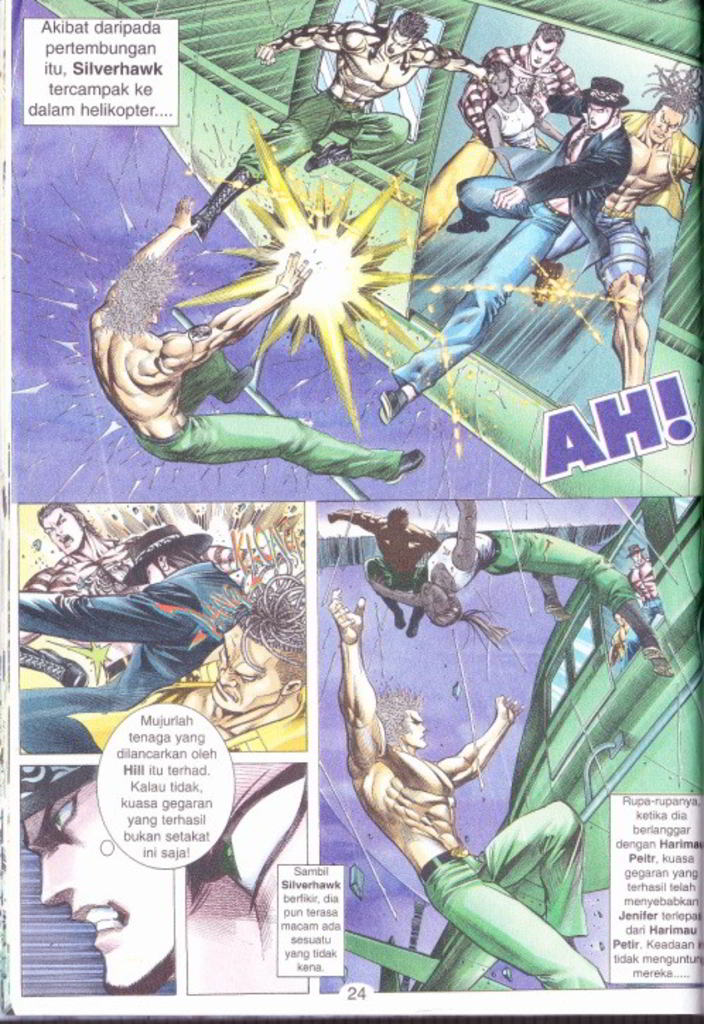 Akibat daripada
pertembungan
itu, Silverhawk
tercampak ke
dalam helikopter....
AH!
Mujurlah
tenaga yang
dilancarkan oleh
Hill itu terhad.
Kalau tidak,
kuasa gegaran
yang terhasil
bukan setakat
ini saja!
Sambil
Silverhawk
berfikir, dia
pun terasa
macam ada
sesuatu
yang tidak
kena.
Rupa-rupanya,
ketika dia
berlanggar
dengan Harimau
Peitr, kuasa
gegaran yang
terhasil telah
menyebabkan
Jenifer terlepas
dari Harimau
Petir. Keadaan
tidak
mereka.....
24